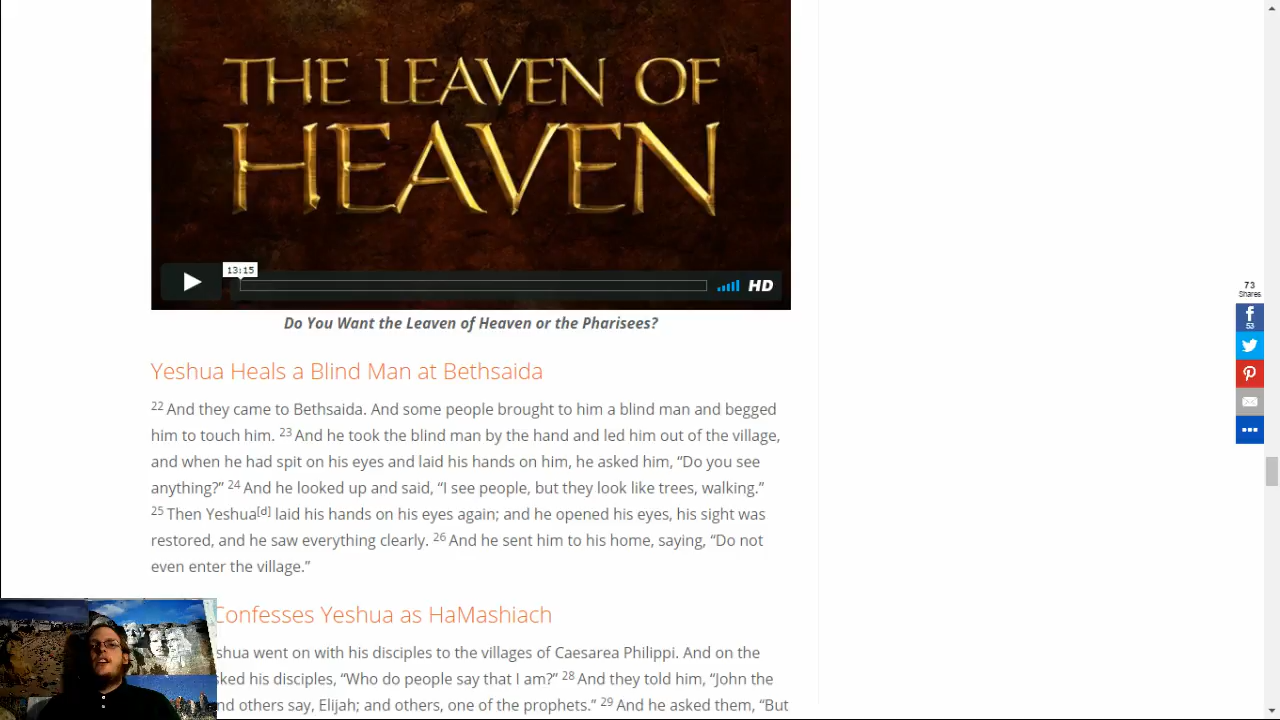 THE LEAVEN OF
HEAVEN
13:15
HD
Do You Want the Leaven of Heaven or the Pharisees?
73
Shares
53
Yeshua Heals a Blind Man at Bethsaida
22 And they came to Bethsaida. And some people brought to him a blind man and begged
him to touch him. 23 And he took the blind man by the hand and led him out of the village,
and when he had spit on his eyes and laid his hands on him, he asked him, “Do you see
anything?” 24 And he looked up and said, “I see people, but they look like trees, walking.”
25 Then Yeshua[d] laid his hands on his eyes again; and he opened his eyes, his sight was
restored, and he saw everything clearly. 26 And he sent him to his home, saying, “Do not
even enter the village.”
Confesses Yeshua as HaMashiach
shua went on with his disciples to the villages of Caesarea Philippi. And on the
sked his disciples, “Who do people say that I am?” 28 And they told him, “John the
nd others say, Elijah; and others, one of the prophets.” 29 And he asked them, “But